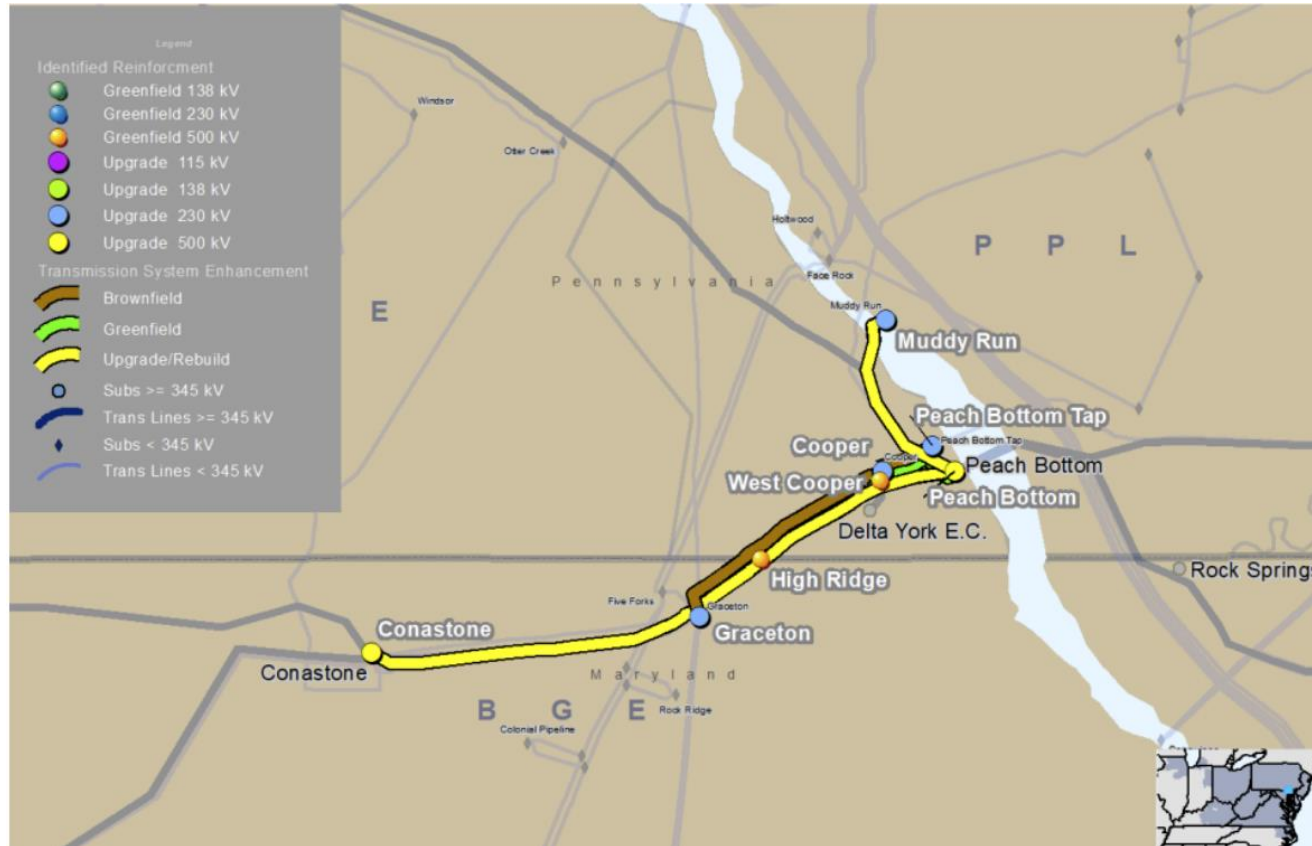 Legend
Identified Reinforcment
Greenfield 138 kV
Greenfield 230 kV
Greenfield 500 kV
Upgrade 115 kV
Upgrade 138 kV
Upgrade 230 kV
Upgrade 500 kV
Transmission System Enhancement
Brownfield
Greenfield
Upgrade/Rebuild
Subs >= 345 kV
Trans Lines >= 345 kV
Subs < 345 kV
Trans Lines < 345 kV
Windsor
Otter Creek
Holtwood
P P L
E
Pennsylvania
Face Rock
Muddy Run
Muddy Run
Peach Bottom Tap
Peach Bottom Tap
Cooper
Cooper
Peach Bottom
West Cooper
Peach Bottom
Delta York E.C.
High Ridge
Rock Springs
Five Forks
Graceton
Graceton
Conastone
Conastone
Maryland
B G E
Rock Ridge
Colonial Pipeline